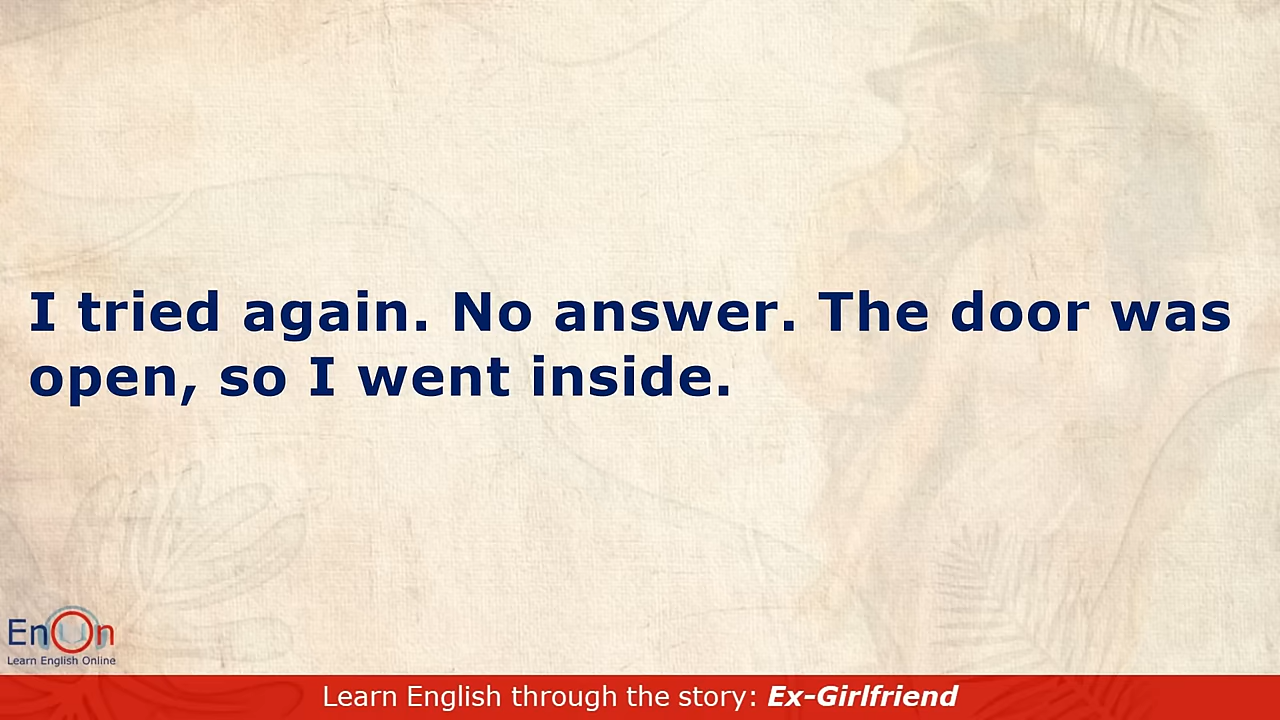 I tried again. No answer. The door was
open, so I went inside.
EnOn
Learn English Online
Learn English through the story: Ex-Girlfriend